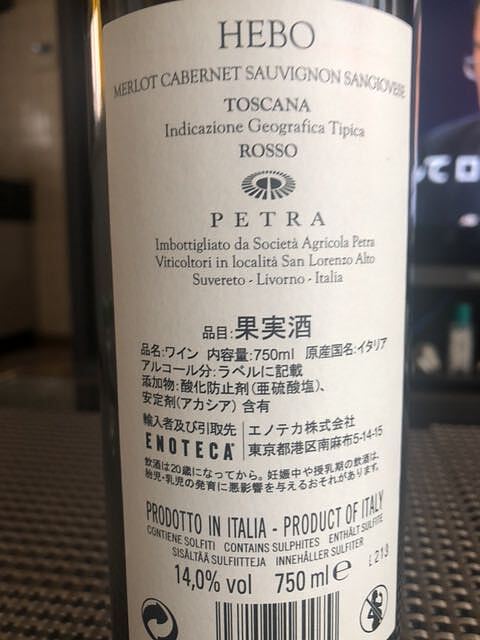 HEBO
MERLOT CABERNET SAUVIGNON SANGIOVESE
TOSCANA
Indicazione Geografica Tipica
ROSSO
PETRA
Imbottigliato da Società Agricola Petra
Viticoltori in località San Lorenzo Alto
Suvereto - Livorno - Italia
品目:果実酒
品名:ワイン 内容量:750ml 原産国名:イタリア
アルコール分:ラベルに記載
添加物:酸化防止剤(亜硫酸塩)、
安定剤(アカシア) 含有
輸入者及び引取先 エノテカ株式会社
ENOTECA 東京都港区南麻布5-14-15
飲酒は20歳になってから。妊娠中や授乳期の飲酒は、
胎児・乳児の発育に悪影響を与えるおそれがあります。
PRODOTTO IN ITALIA - PRODUCT OF ITALY
CONTIENE SOLFITI CONTAINS SULPHITES ENTHÄLT SULFITE
SISÄLTÄÄ SULFIITTEJA INNEHÅLLER SULFITER
L 213
14,0% vol 750 ml e
てロ